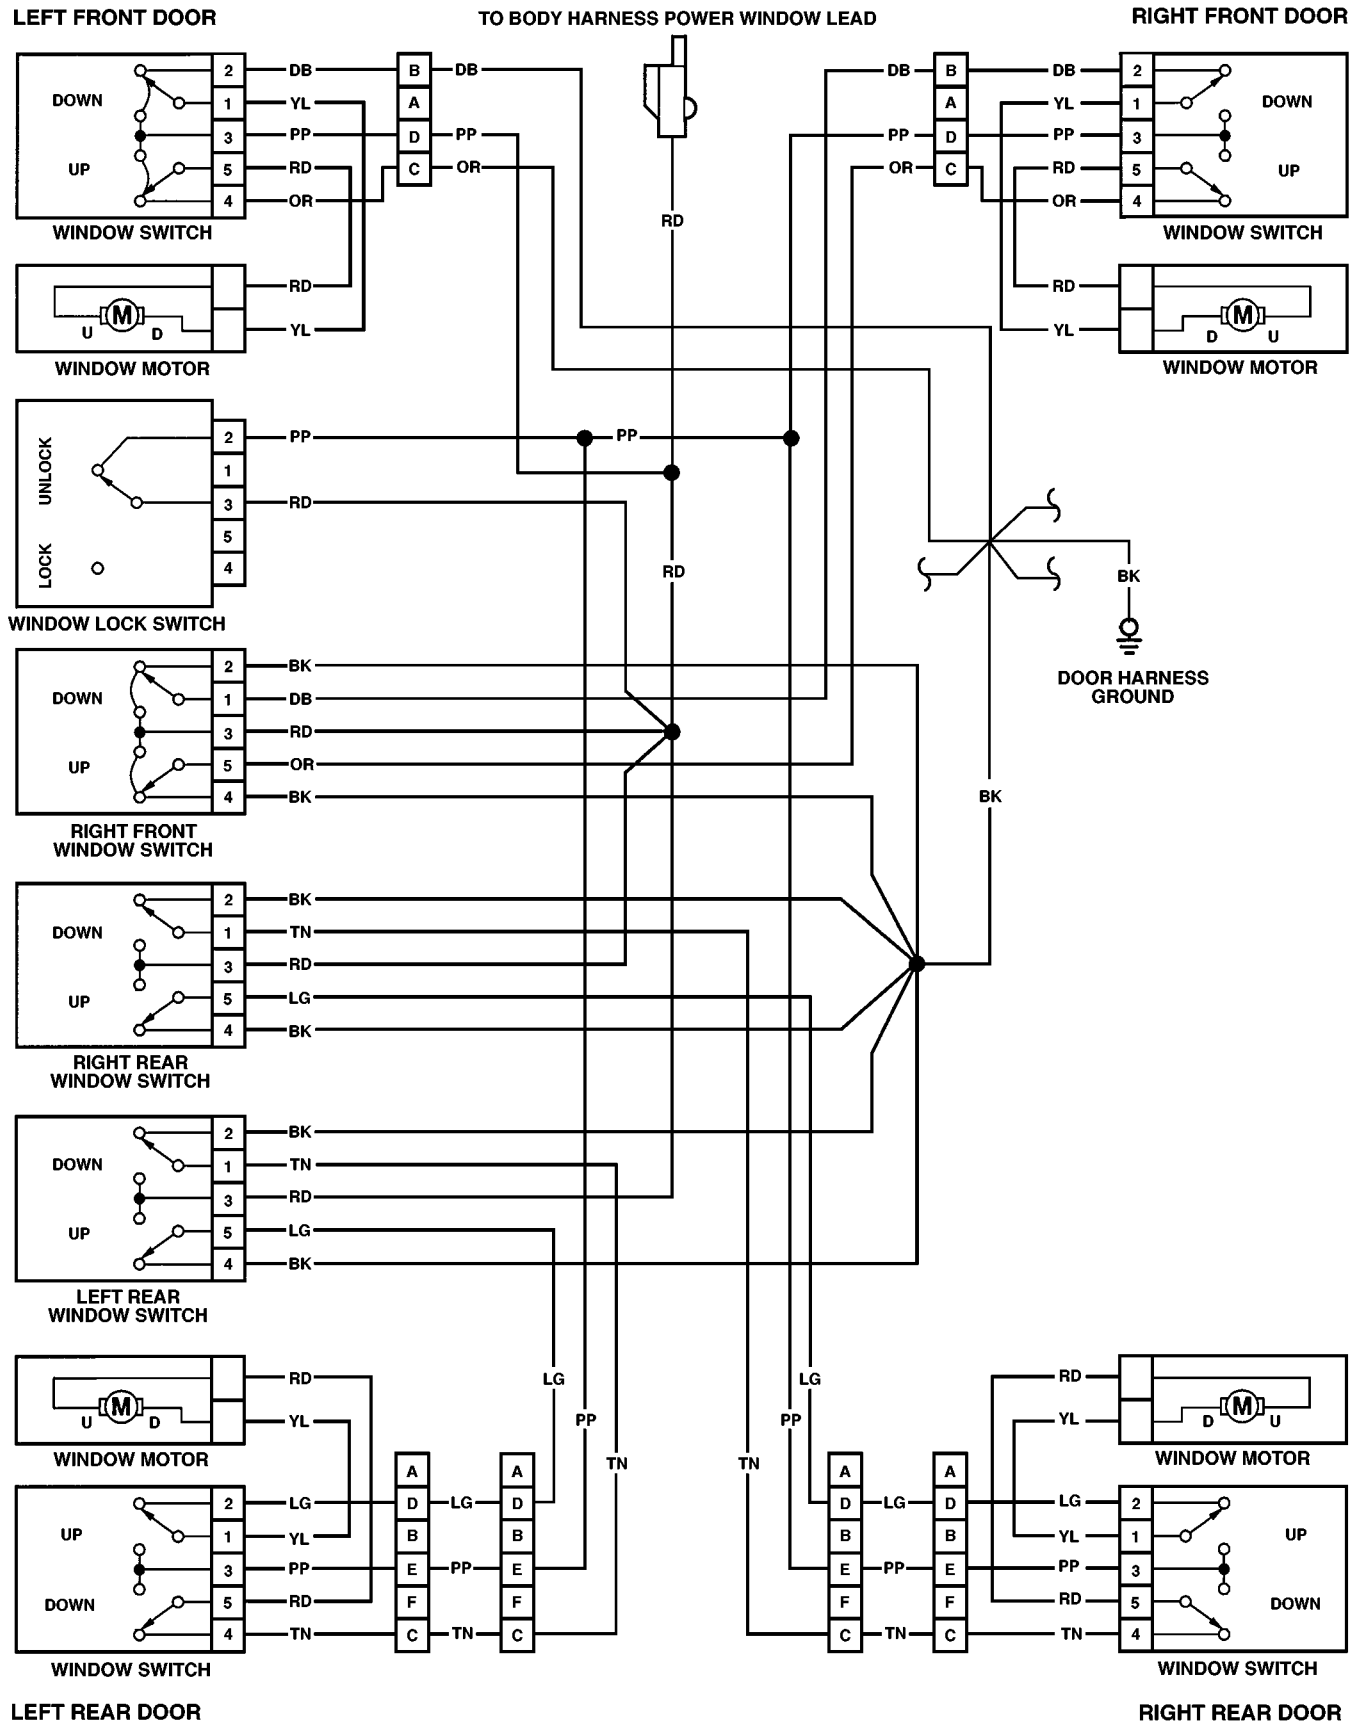 LEFT FRONT DOOR
TO BODY HARNESS POWER WINDOW LEAD
RIGHT FRONT DOOR
DOWN
UP
2 DB B DB
1 YL A
3 PP D PP
5 RD C OR
4 OR
WINDOW SWITCH
DB B DB 2
A YL 1
PP D PP 3
OR C RD 5
OR 4
DOWN
UP
WINDOW SWITCH
RD
M
U D
RD
YL
WINDOW MOTOR
RD
YL
M
D U
WINDOW MOTOR
UNLOCK
LOCK
2 PP PP
1
3 RD
5
4
WINDOW LOCK SWITCH
RD
BK
DOOR HARNESS
GROUND
DOWN
UP
2 BK
1 DB
3 RD
5 OR
4 BK
BK
RIGHT FRONT
WINDOW SWITCH
DOWN
UP
2 BK
1 TN
3 RD
5 LG
4 BK
RIGHT REAR
WINDOW SWITCH
DOWN
UP
2 BK
1 TN
3 RD
5 LG
4 BK
LEFT REAR
WINDOW SWITCH
M
U D
RD
YL
WINDOW MOTOR
LG
PP
TN
LG
PP
TN
RD
YL
M
D U
WINDOW MOTOR
UP
DOWN
A A
2 LG D LG D
1 YL B B
3 PP E PP E
5 RD F F
4 TN C TN C
WINDOW SWITCH
A A
D LG D LG 2
B B YL 1
E PP E PP 3
F F RD 5
C TN C TN 4
UP
DOWN
WINDOW SWITCH
LEFT REAR DOOR
RIGHT REAR DOOR